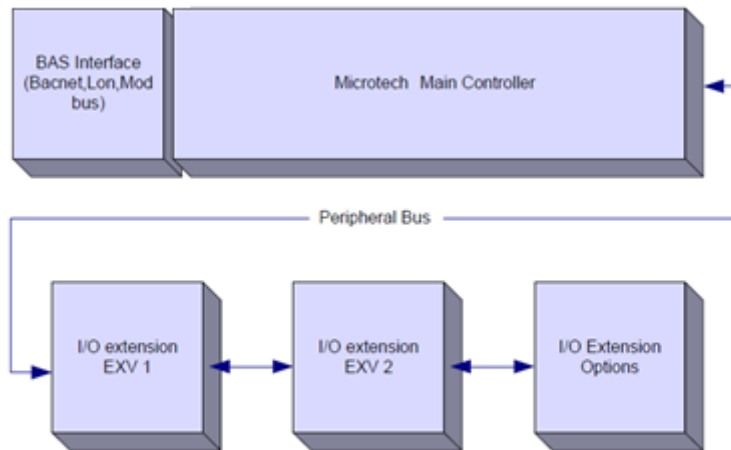 BAS Interface
(Bacnet,Lon,Mod
bus)
Microtech Main Controller
Peripheral Bus
I/O extension
EXV 1
I/O extension
EXV 2
I/O Extension
Options